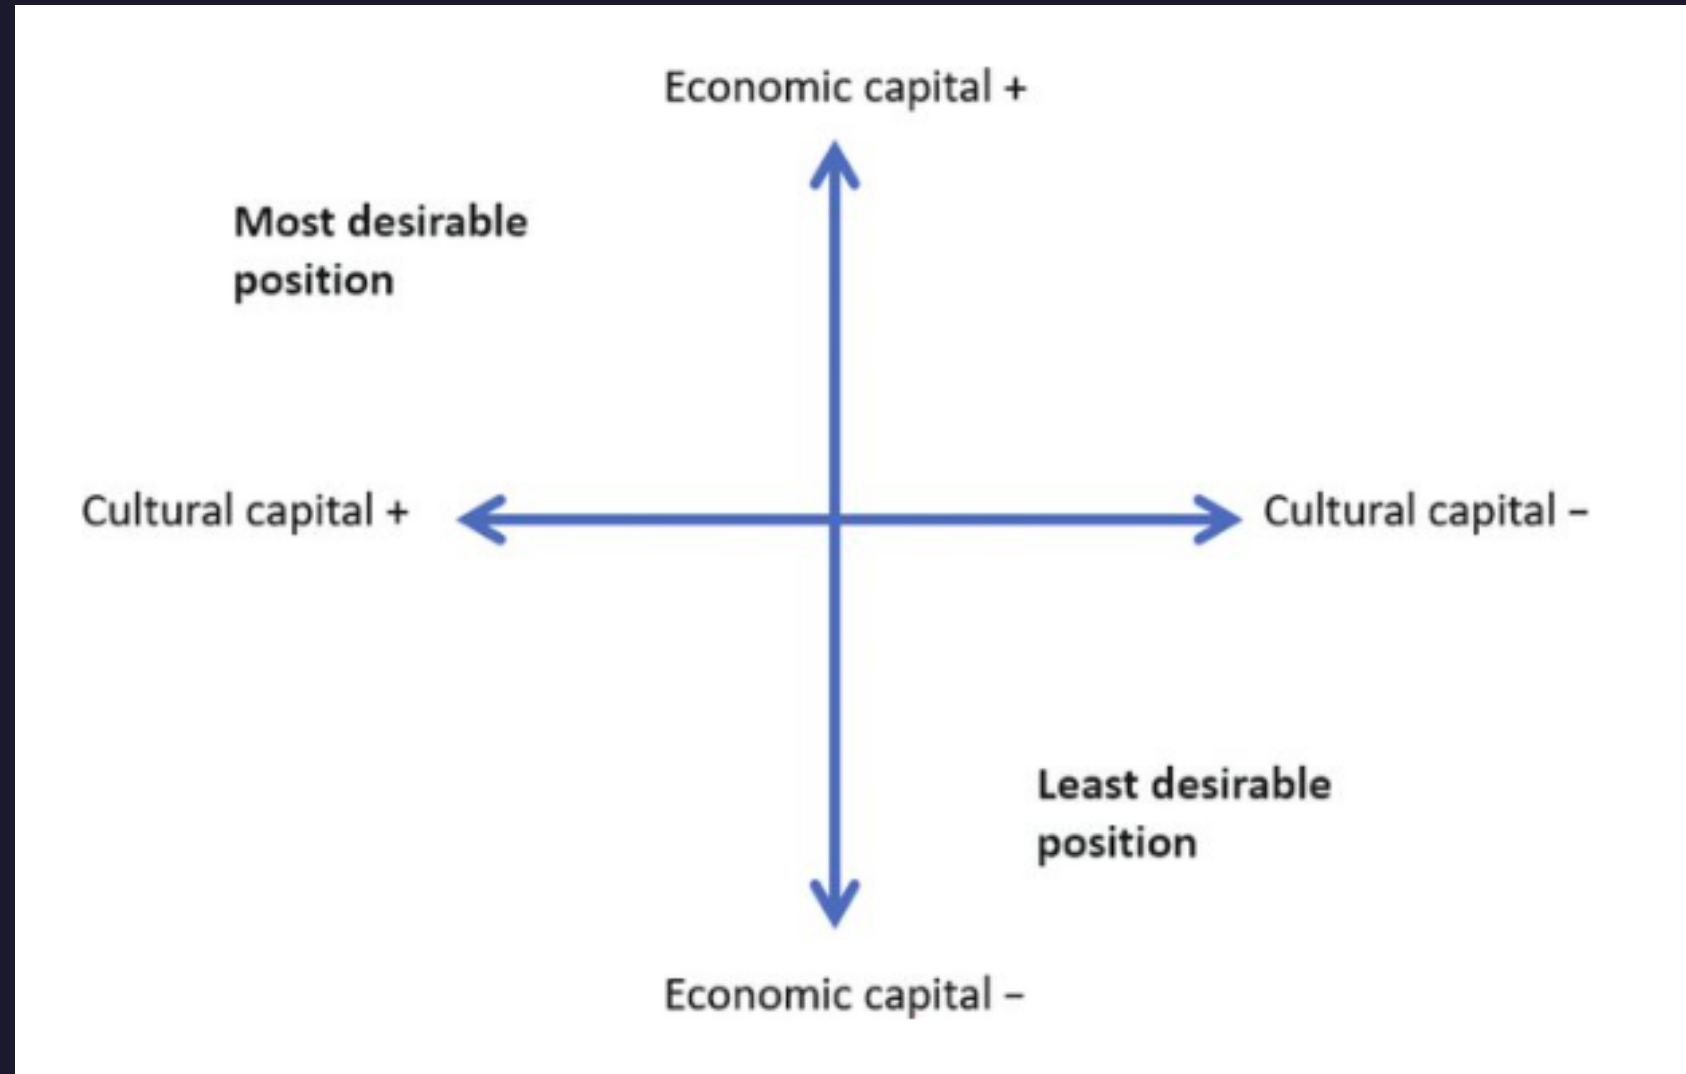 Economic capital +
Most desirable
position
Cultural capital +
Cultural capital –
Least desirable
position
Economic capital –